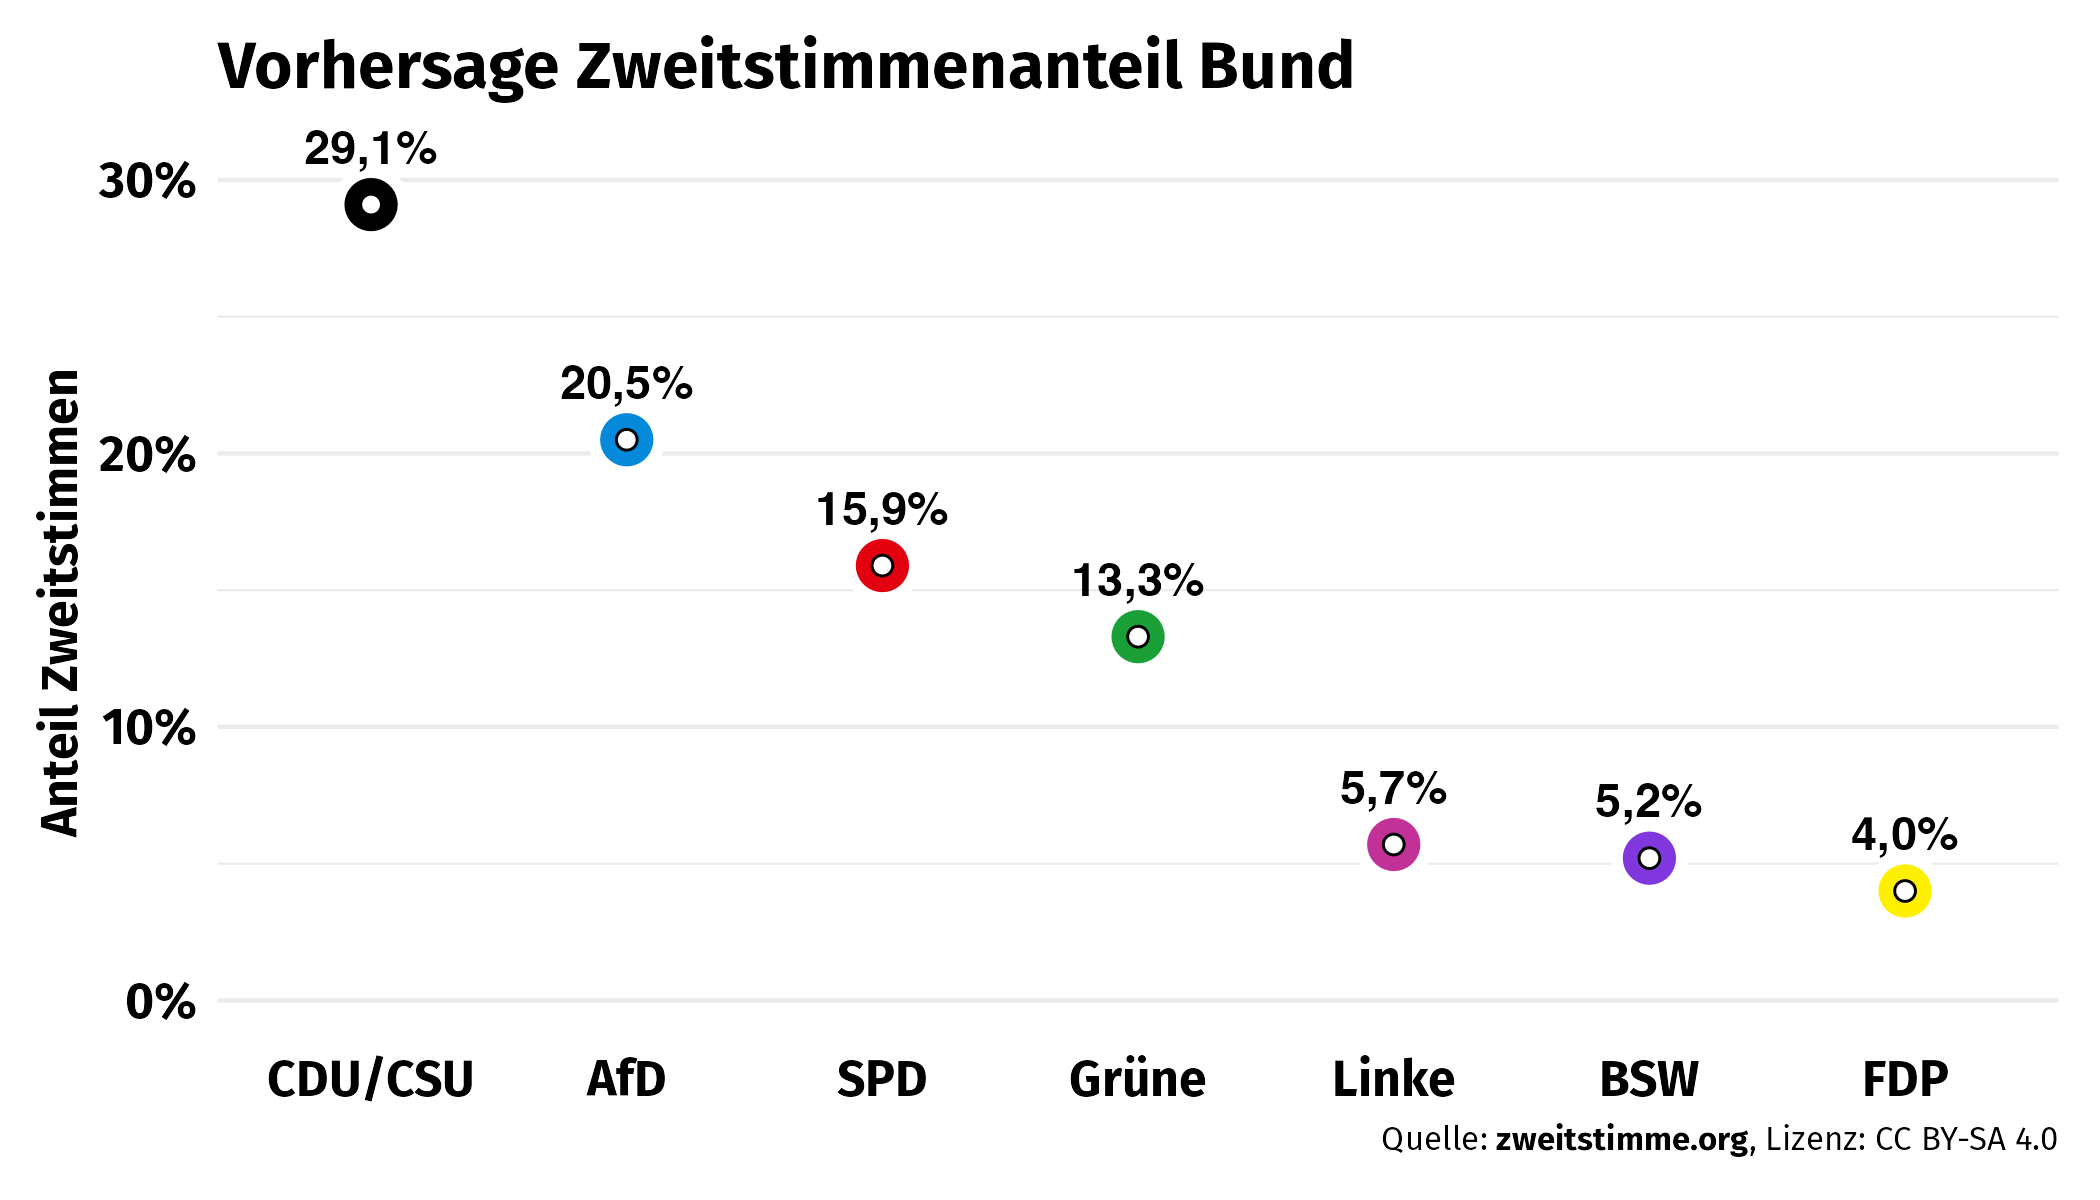 Vorhersage Zweitstimmenanteil Bund
Anteil Zweitstimmen
30%
20%
10%
0%
29,1%
20,5%
15,9%
13,3%
5,7%
5,2%
4,0%
CDU/CSU
AfD
SPD
Grüne
Linke
BSW
FDP
Quelle: zweitstimme.org, Lizenz: CC BY-SA 4.0